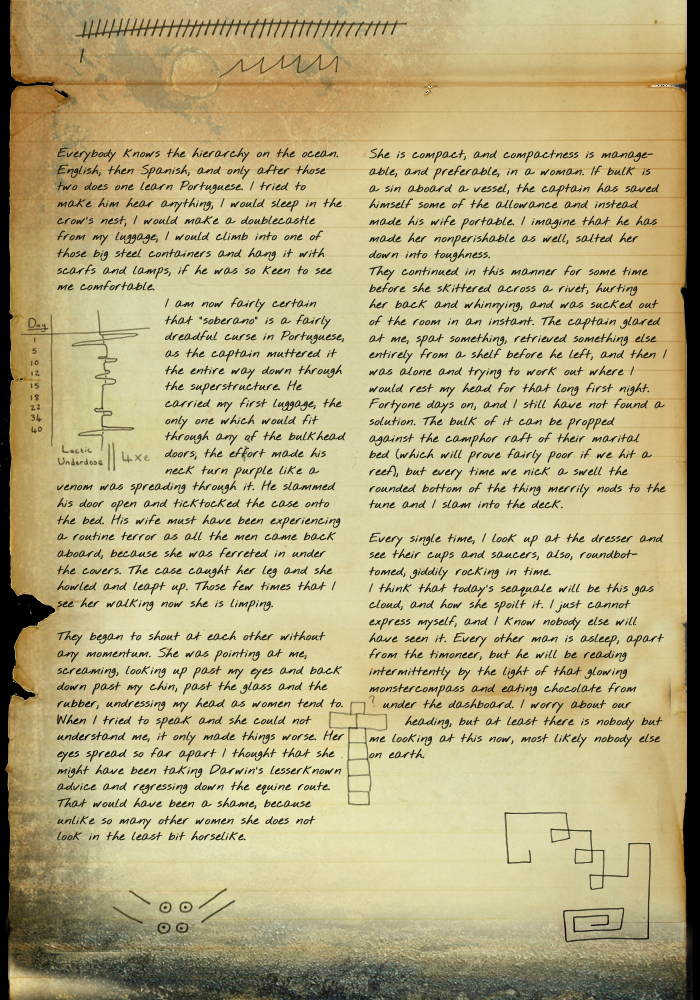 Everybody knows the hierarchy on the ocean.
English, then Spanish, and only after those
two does one learn Portuguese. I tried to
make him hear anything; I would sleep in the
crow's nest, I would make a doublecastle
from my luggage, I would climb into one of
those big steel containers and hang it with
scarfs and lamps, if he was so keen to see
me comfortable.
I am now fairly certain
that "soberano" is a fairly
dreadful curse in Portuguese,
as the captain muttered it
the entire way down through
the superstructure. He
carried my first luggage, the
only one which would fit
through any of the bulkhead
doors, the effort made his
neck turn purple like a
venom was spreading through it. He slammed
his door open and ticktocked the case onto
the bed. His wife must have been experiencing
a routine terror as all the men came back
aboard, because she was ferreted in under
the covers. The case caught her leg and she
howled and leapt up. Those few times that I
see her walking now she is limping.
Day
1
5
10
12
15
18
22
34
40
Lactic
Underdose
4xe
They began to shout at each other without
any momentum. She was pointing at me,
screaming, looking up past my eyes and back
down past my chin, past the glass and the
rubber, undressing my head as women tend to.
When I tried to speak and she could not
understand me, it only made things worse. Her
eyes spread so far apart I thought that she
might have been taking Darwin's lesserknown
advice and regressing down the equine route.
That would have been a shame, because
unlike so many other women she does not
look in the least bit horselike.
She is compact, and compactness is manage-
able, and preferable, in a woman. If bulk is
a sin aboard a vessel, the captain has saved
himself some of the allowance and instead
made his wife portable. I imagine that he has
made her nonperishable as well, salted her
down into toughness.
They continued in this manner for some time
before she skittered across a rivet, hurting
her back and whinnying, and was sucked out
of the room in an instant. The captain glared
at me, spat something, retrieved something else
entirely from a shelf before he left, and then I
was alone and trying to work out where I
would rest my head for that long first night.
Fortyone days on, and I still have not found a
solution. The bulk of it can be propped
against the camphor raft of their marital
bed (which will prove fairly poor if we hit a
reef), but every time we nick a swell the
rounded bottom of the thing merrily nods to the
tune and I slam into the deck.
Every single time, I look up at the dresser and
see their cups and saucers, also, roundbot-
tomed, giddily rocking in time.
I think that today's seaquale will be this gas
cloud, and how she spoilt it. I just cannot
express myself, and I know nobody else will
have seen it. Every other man is asleep, apart
from the timoneer, but he will be reading
intermittently by the light of that glowing
monstercompass and eating chocolate from
? under the dashboard. I worry about our
heading, but at least there is nobody but
me looking at this now, most likely nobody else
on earth.